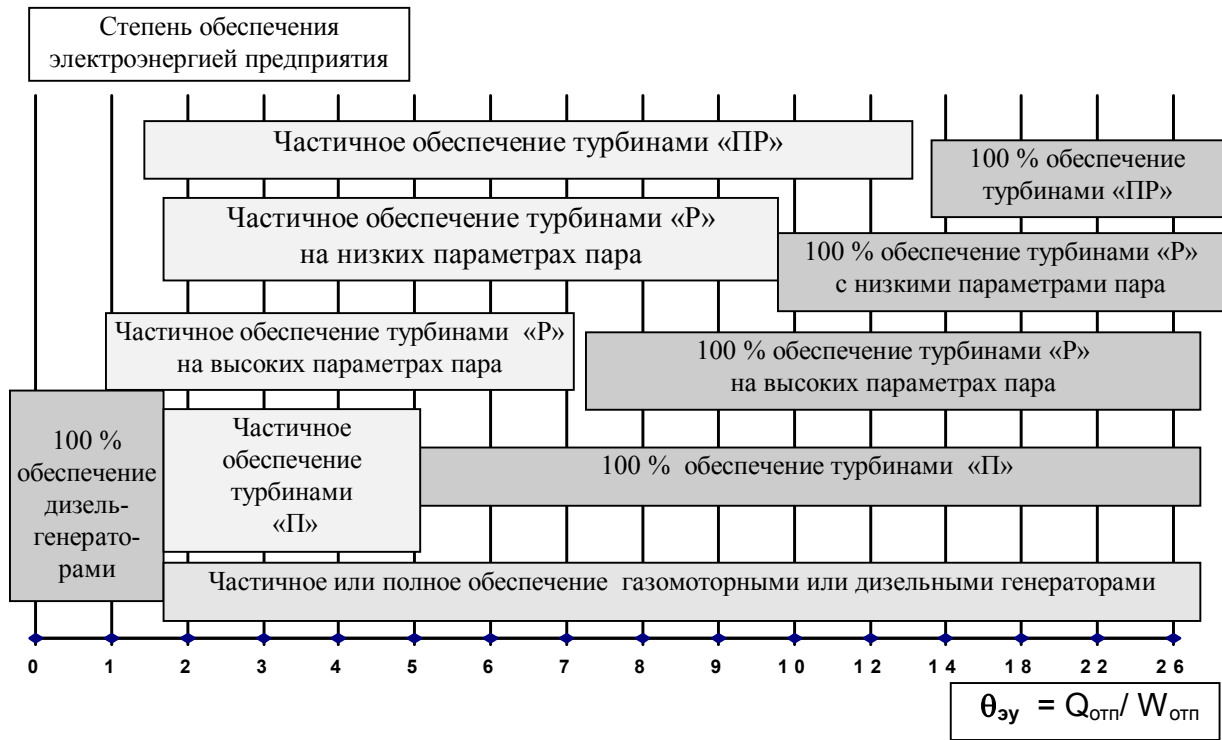 Степень обеспечения
электроэнергией предприятия
Частичное обеспечение турбинами «ПР»
100 % обеспечение
турбинами «ПР»
Частичное обеспечение турбинами «Р»
на низких параметрах пара
100 % обеспечение турбинами «Р»
с низкими параметрами пара
Частичное обеспечение турбинами «Р»
на высоких параметрах пара
100 % обеспечение турбинами «Р»
на высоких параметрах пара
100 %
обеспечение
дизель-
генерато-
рами
Частичное
обеспечение
турбинами
«П»
100 % обеспечение турбинами «П»
Частичное или полное обеспечение газомоторными или дизельными генераторами
0 1 2 3 4 5 6 7 8 9 10 12 14 18 22 26
θэу = Qотп/ Wотп